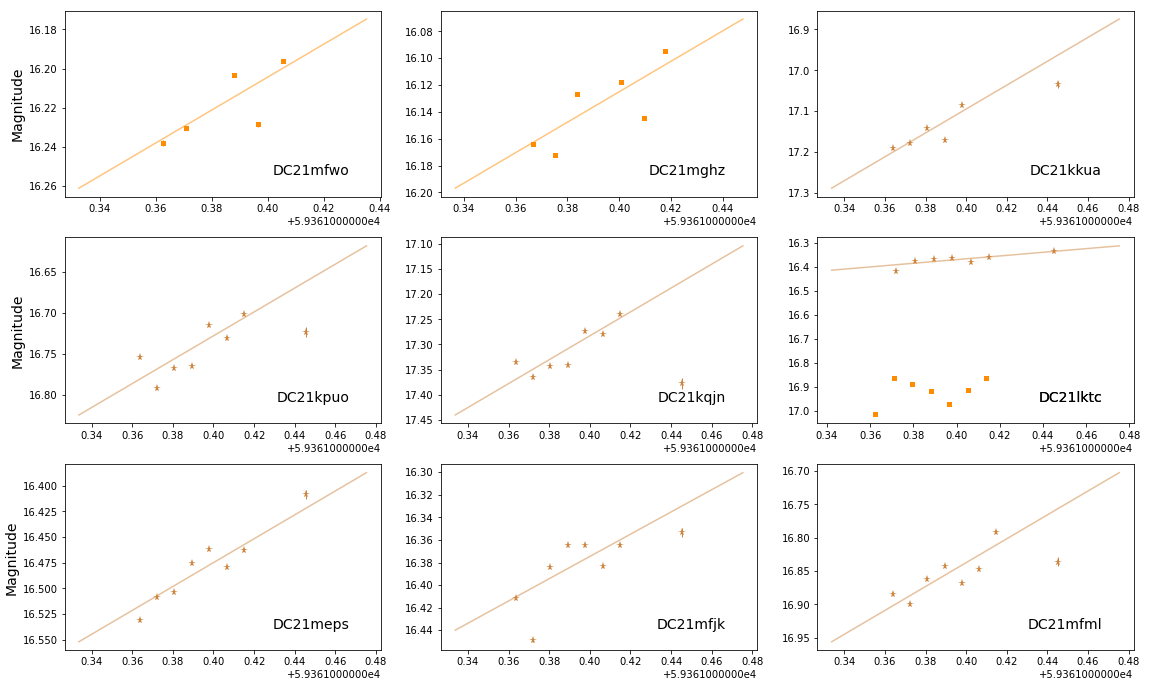 16.18
16.20
16.22
16.24
16.26
Magnitude
DC21mfwo
0.34 0.36 0.38 0.40 0.42 0.44
+5.9361000000e4
16.08
16.10
16.12
16.14
16.16
16.18
16.20
DC21mghz
0.34 0.36 0.38 0.40 0.42 0.44
+5.9361000000e4
16.9
17.0
17.1
17.2
17.3
DC21kkua
0.34 0.36 0.38 0.40 0.42 0.44 0.46 0.48
+5.9361000000e4
16.65
16.70
16.75
16.80
Magnitude
DC21kpuo
0.34 0.36 0.38 0.40 0.42 0.44 0.46 0.48
+5.9361000000e4
17.10
17.15
17.20
17.25
17.30
17.35
17.40
17.45
DC21kqjn
0.34 0.36 0.38 0.40 0.42 0.44 0.46 0.48
+5.9361000000e4
16.3
16.4
16.5
16.6
16.7
16.8
16.9
17.0
DC21lktc
0.34 0.36 0.38 0.40 0.42 0.44 0.46 0.48
+5.9361000000e4
16.400
16.425
16.450
16.475
16.500
16.525
16.550
Magnitude
DC21meps
0.34 0.36 0.38 0.40 0.42 0.44 0.46 0.48
+5.9361000000e4
16.30
16.32
16.34
16.36
16.38
16.40
16.42
16.44
DC21mfjk
0.34 0.36 0.38 0.40 0.42 0.44 0.46 0.48
+5.9361000000e4
16.70
16.75
16.80
16.85
16.90
16.95
DC21mfml
0.34 0.36 0.38 0.40 0.42 0.44 0.46 0.48
+5.9361000000e4